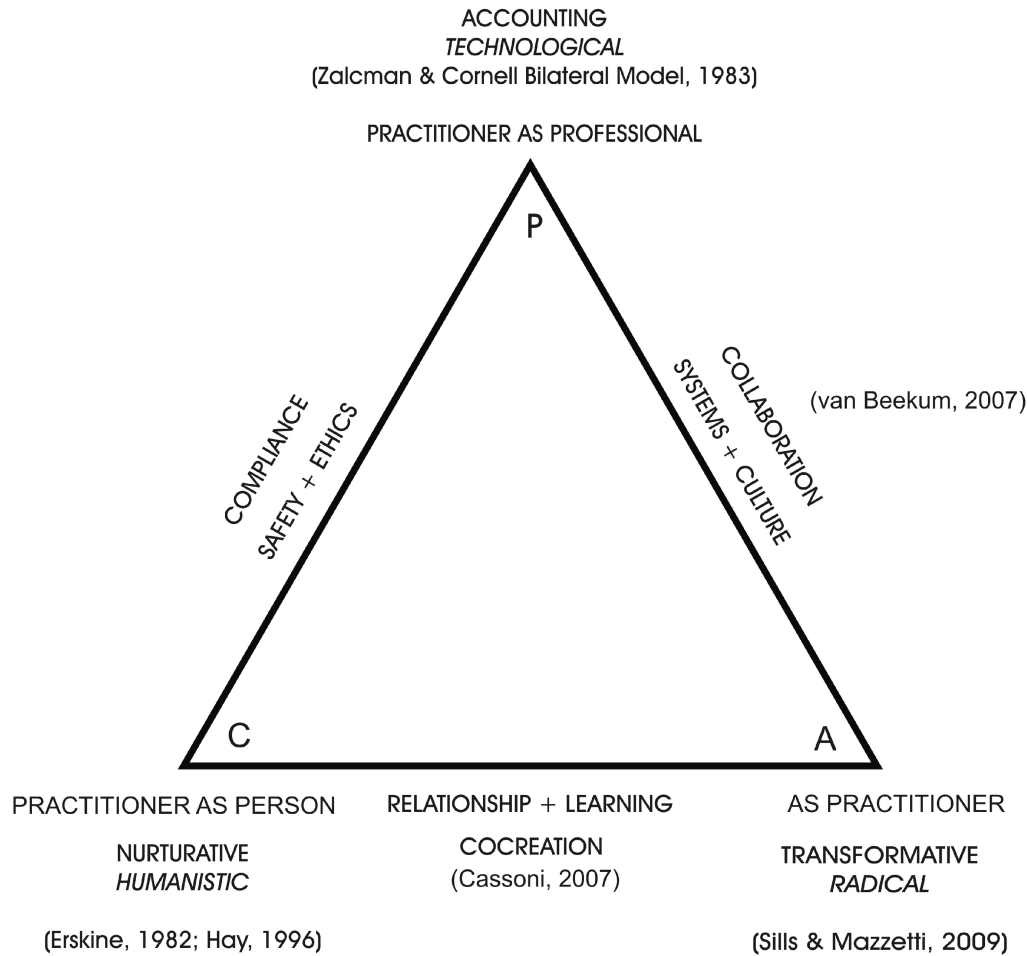 ACCOUNTING
TECHNOLOGICAL
(Zalcman & Cornell Bilateral Model, 1983)
PRACTITIONER AS PROFESSIONAL
P
COMPLIANCE
SAFETY + ETHICS
COLLABORATION
SYSTEMS + CULTURE
(van Beekum, 2007)
C
A
PRACTITIONER AS PERSON
NURTURATIVE
HUMANISTIC
(Erskine, 1982; Hay, 1996)
RELATIONSHIP + LEARNING
COCREATION
(Cassoni, 2007)
AS PRACTITIONER
TRANSFORMATIVE
RADICAL
(Sills & Mazzetti, 2009)